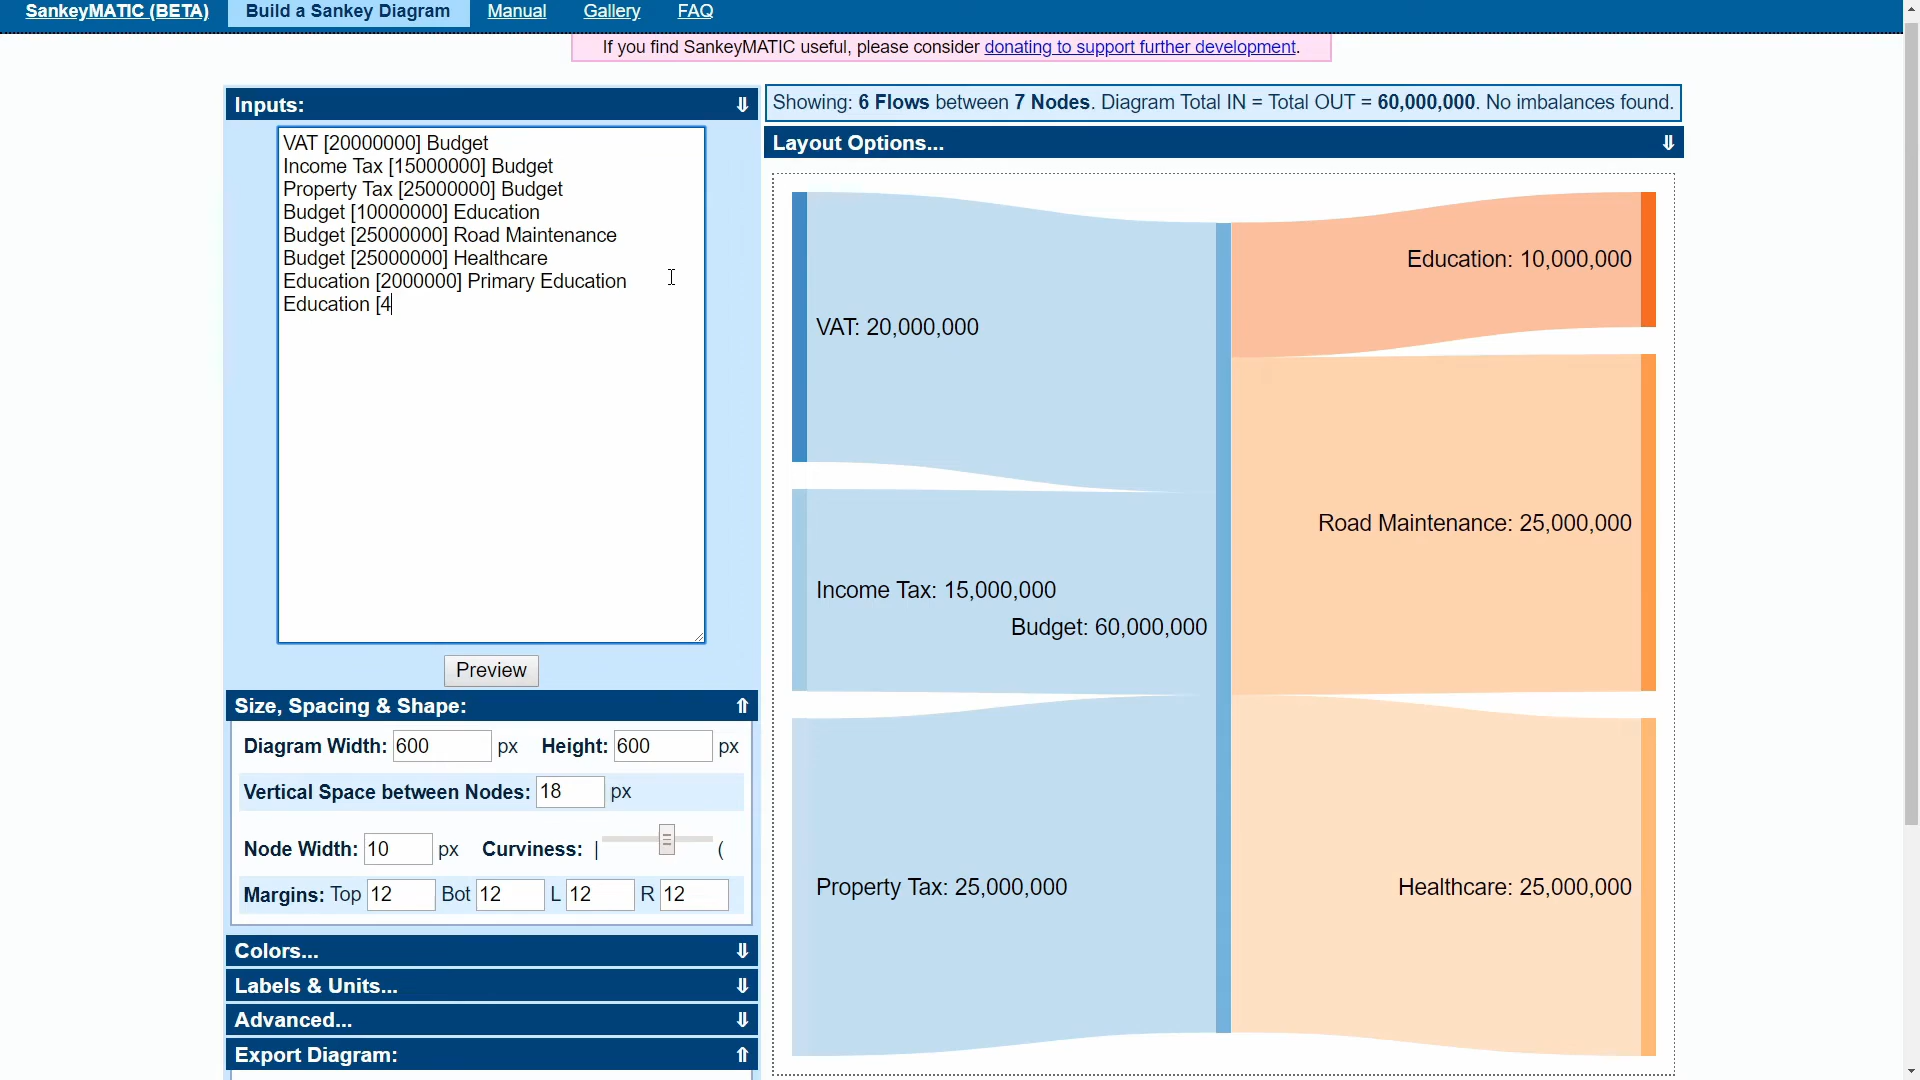 SankeyMATIC (BETA) Build a Sankey Diagram Manual Gallery FAQ
If you find SankeyMATIC useful, please consider donating to support further development.
Inputs:
VAT [20000000] Budget
Income Tax [15000000] Budget
Property Tax [25000000] Budget
Budget [10000000] Education
Budget [25000000] Road Maintenance
Budget [25000000] Healthcare
Education [2000000] Primary Education
Education [4
Preview
Size, Spacing & Shape:
Diagram Width: 600 px Height: 600 px
Vertical Space between Nodes: 18 px
Node Width: 10 px Curviness: | (
Margins: Top 12 Bot 12 L 12 R 12
Colors...
Labels & Units...
Advanced...
Export Diagram:
Showing: 6 Flows between 7 Nodes. Diagram Total IN = Total OUT = 60,000,000. No imbalances found.
Layout Options...
Education: 10,000,000
VAT: 20,000,000
Road Maintenance: 25,000,000
Income Tax: 15,000,000
Budget: 60,000,000
Property Tax: 25,000,000
Healthcare: 25,000,000